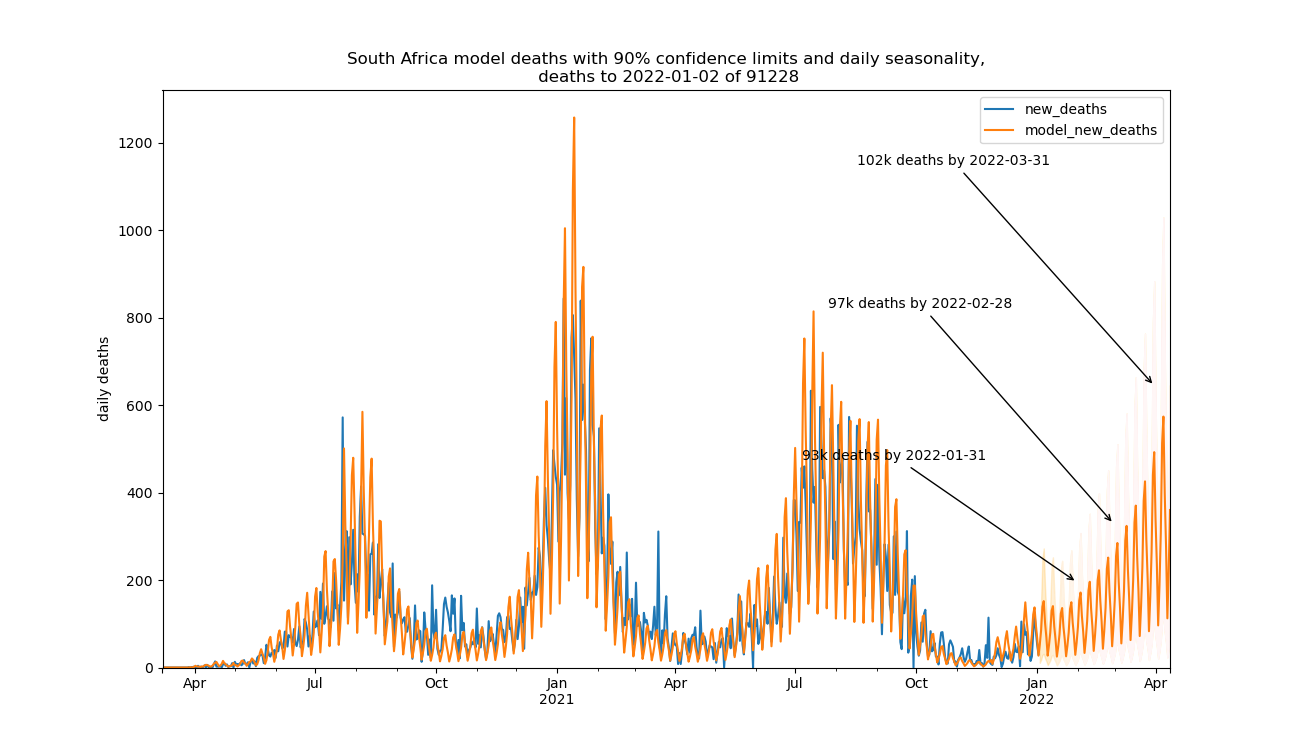 South Africa model deaths with 90% confidence limits and daily seasonality,
deaths to 2022-01-02 of 91228
new_deaths
model_new_deaths
102k deaths by 2022-03-31
97k deaths by 2022-02-28
93k deaths by 2022-01-31
daily deaths
1200
1000
800
600
400
200
0
Apr Jul Oct Jan Apr Jul Oct Jan Apr
2021 2022